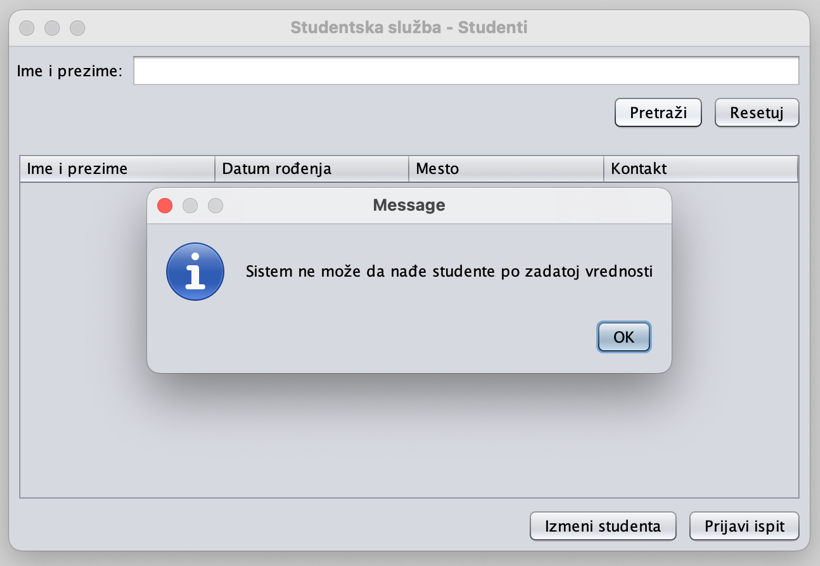 Studentska služba - Studenti
Ime i prezime:
Pretraži Resetuj
Ime i prezime Datum rođenja Mesto Kontakt
Message
Sistem ne može da nađe studente po zadatoj vrednosti
OK
Izmeni studenta Prijavi ispit